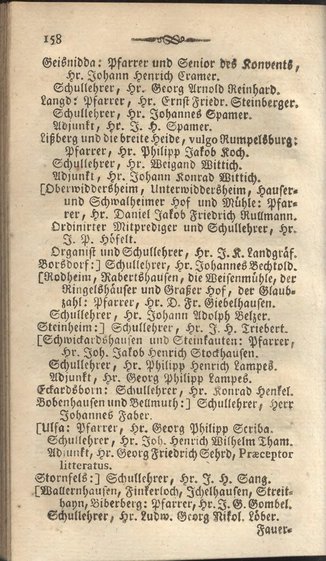 158
Geisnidda: Pfarrer und Senior des Konvents,
Hr. Johann Henrich Cramer.
Schullehrer, Hr. Georg Arnold Reinhard.
Langd: Pfarrer, Hr. Ernst Friedr. Steinberger.
Schullehrer, Hr. Johannes Spamer.
Adjunkt, Hr. J. H. Spamer.
Lißberg und die breite Heide, vulgo Rumpelsburg:
Pfarrer, Hr. Philipp Jakob Koch.
Schullehrer, Hr. Weigand Wittich.
Adjunkt, Hr. Johann Konrad Wittich.
[Oberwiddersheim, Unterwiddersheim, Hauser-
und Schwalheimer Hof und Mühle: Pfar-
rer, Hr. Daniel Jakob Friedrich Rullmann.
Ordinirter Mitprediger und Schullehrer, Hr.
J. P. Höfelt.
Organist und Schullehrer, Hr. J. K. Landgräf.
Borsdorf:] Schullehrer, Hr. Johannes Bechtold.
[Rodheim, Rabertshausen, die Weisenmühle, der
Ringelshäuser und Graßer Hof, der Glaub-
zahl: Pfarrer, Hr. D. Fr. Giebelhausen.
Schullehrer, Hr. Johann Adolph Belzer.
Steinheim:] Schullehrer, Hr. J. H. Triebert.
[Schwickardshausen und Steinkauten: Pfarrer,
Hr. Joh. Jakob Henrich Stockhausen.
Schullehrer, Hr. Philipp Henrich Lampes.
Adjunkt, Hr. Georg Philipp Lampes.
Eckardsborn: Schullehrer, Hr. Konrad Henkel.
Bobenhausen und Bellmuth:] Schullehrer, Herr
Johannes Faber.
[Ulfa: Pfarrer, Hr. Georg Philipp Scriba.
Schullehrer, Hr. Joh. Henrich Wilhelm Tham.
Adjunkt, Hr. Georg Friedrich Sehrd, Præceptor
litteratus.
Stornfels:] Schullehrer, Hr. J. H. Sang.
[Wallernhausen, Finkerloch, Ichelhausen, Streit-
hayn, Biberberg: Pfarrer, Hr. J. G. Gombel.
Schullehrer, Hr. Ludw. Georg Nikol. Löber.
Fauer-